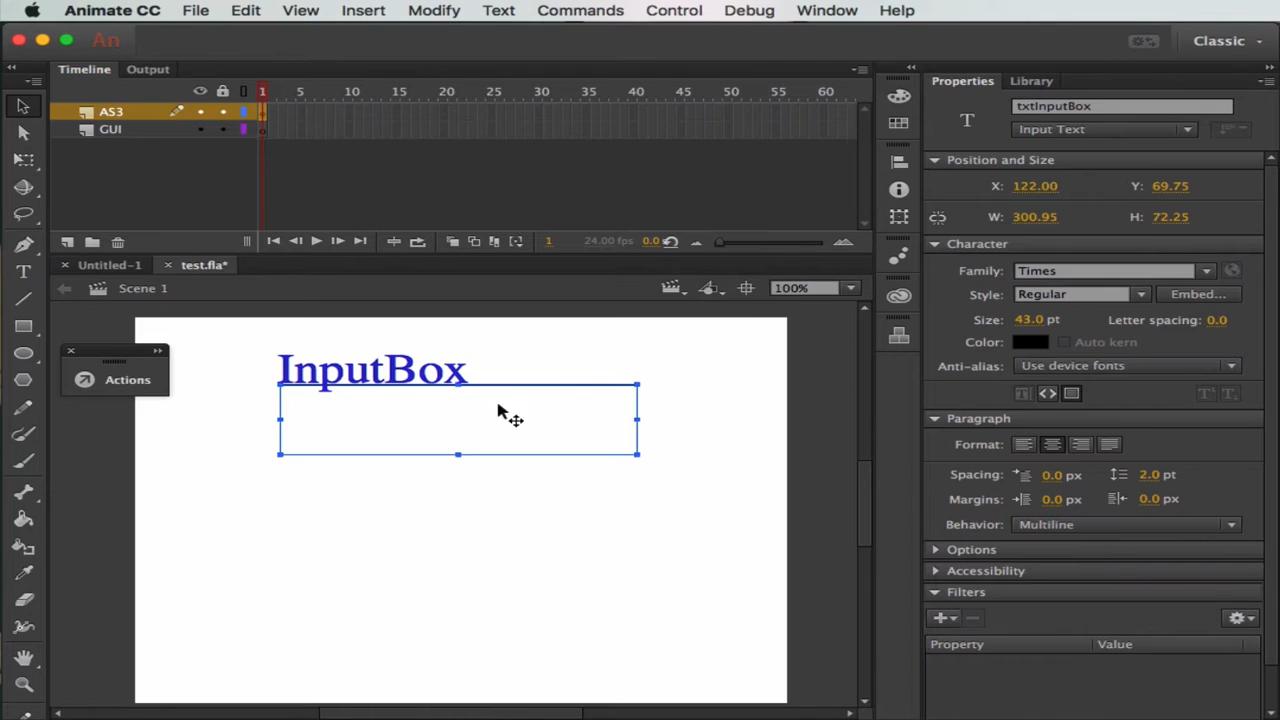 Animate CC File Edit View Insert Modify Text Commands Control Debug Window Help
An Classic
Timeline Output
1 5 10 15 20 25 30 35 40 45 50 55 60
AS3
GUI
1 24.00 fps 0.0
Untitled-1 test.fla*
Scene 1 100%
Actions
InputBox
Properties Library
txtInputBox
T Input Text
Position and Size
X: 122.00 Y: 69.75
W: 300.95 H: 72.25
Character
Family: Times
Style: Regular Embed...
Size: 43.0 pt Letter spacing: 0.0
Color: Auto kern
Anti-alias: Use device fonts
Paragraph
Format:
Spacing: 0.0 px 2.0 pt
Margins: 0.0 px 0.0 px
Behavior: Multiline
Options
Accessibility
Filters
Property Value